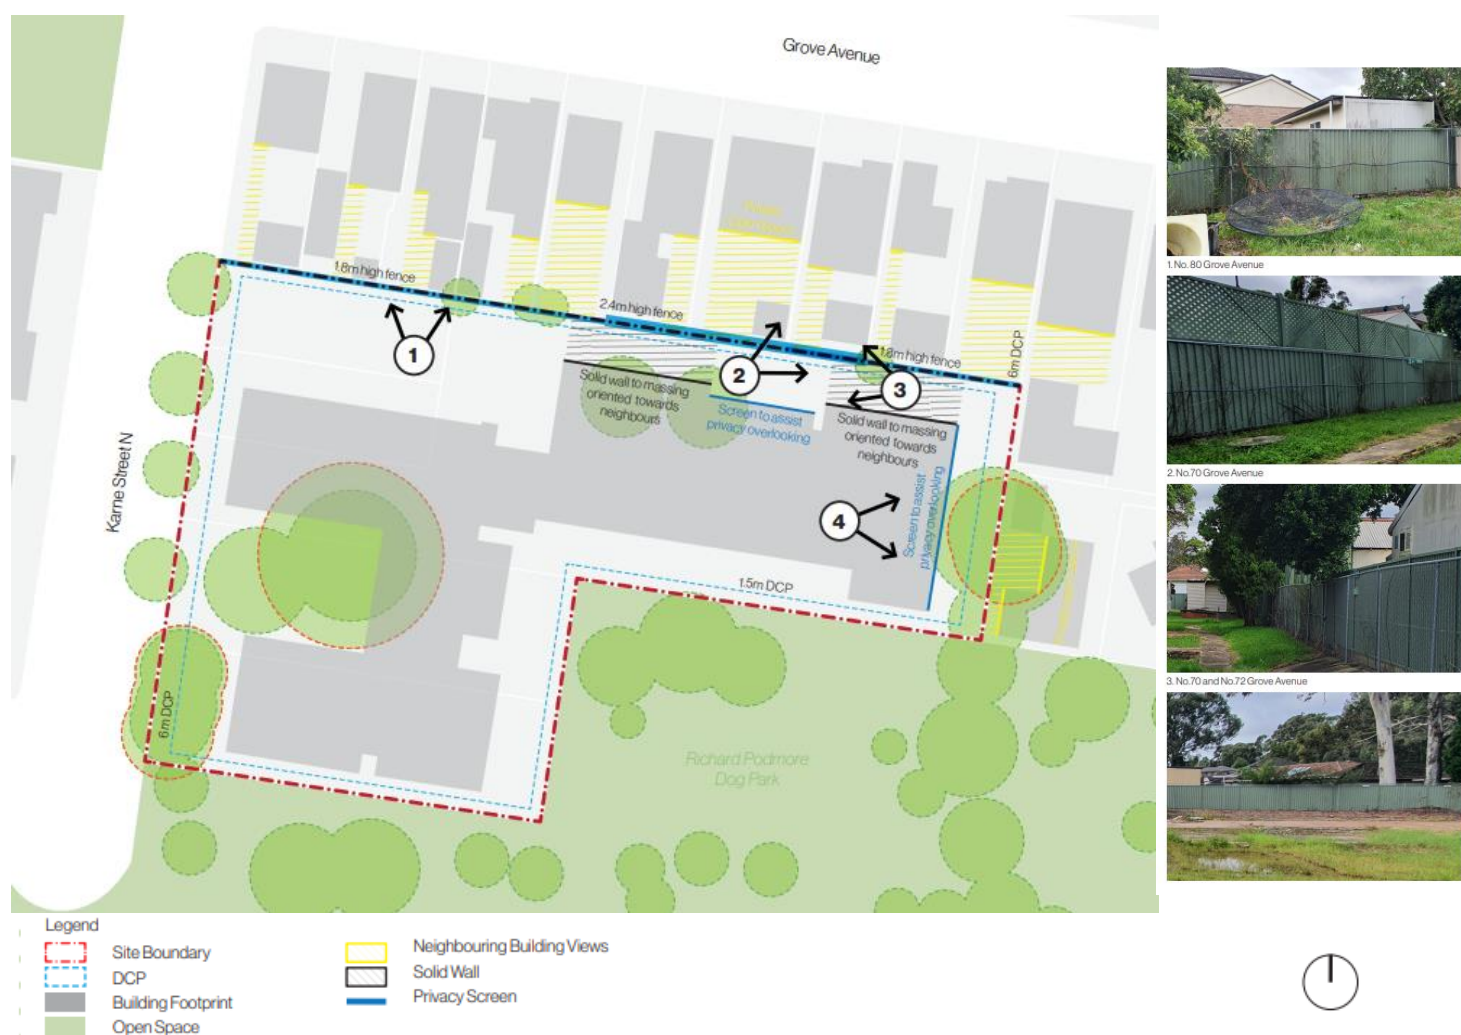 Grove Avenue
Private
Open Space
1.8m high fence
2.4m high fence
1.8m high fence
6m DCP
1
2
3
4
Solid wall to massing
oriented towards
neighbours
Screen to assist
privacy overlooking
Solid wall to massing
oriented towards
neighbours
Screen to assist
privacy overlooking
Karne Street N
1.5m DCP
6m DCP
Richard Podmore
Dog Park
1. No. 80 Grove Avenue
2. No.70 Grove Avenue
3. No.70 and No.72 Grove Avenue
Legend
Site Boundary
DCP
Building Footprint
Open Space
Neighbouring Building Views
Solid Wall
Privacy Screen